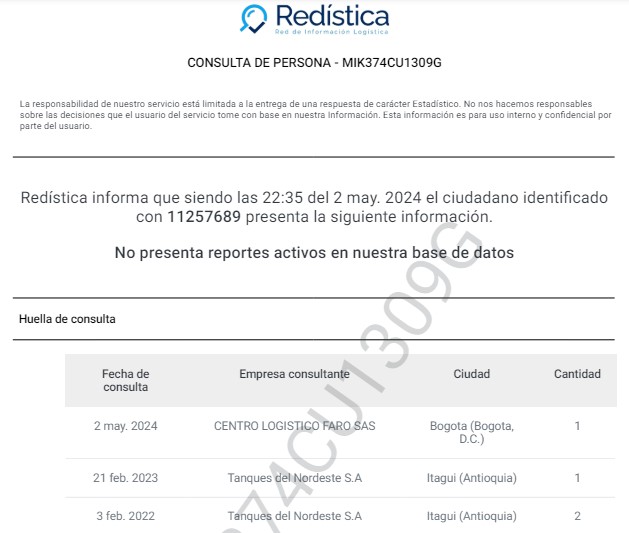 Redística
Red de Información Logística
CONSULTA DE PERSONA - MIK374CU1309G
La responsabilidad de nuestro servicio está limitada a la entrega de una respuesta de carácter Estadístico. No nos hacemos responsables
sobre las decisiones que el usuario del servicio tome con base en nuestra Información. Esta información es para uso interno y confidencial por
parte del usuario.
Redística informa que siendo las 22:35 del 2 may. 2024 el ciudadano identificado
con 11257689 presenta la siguiente información.
No presenta reportes activos en nuestra base de datos
Huella de consulta
Fecha de consulta Empresa consultante Ciudad Cantidad
2 may. 2024 CENTRO LOGISTICO FARO SAS Bogota (Bogota, D.C.) 1
21 feb. 2023 Tanques del Nordeste S.A Itagui (Antioquia) 1
3 feb. 2022 Tanques del Nordeste S.A Itagui (Antioquia) 2
374CU1309G